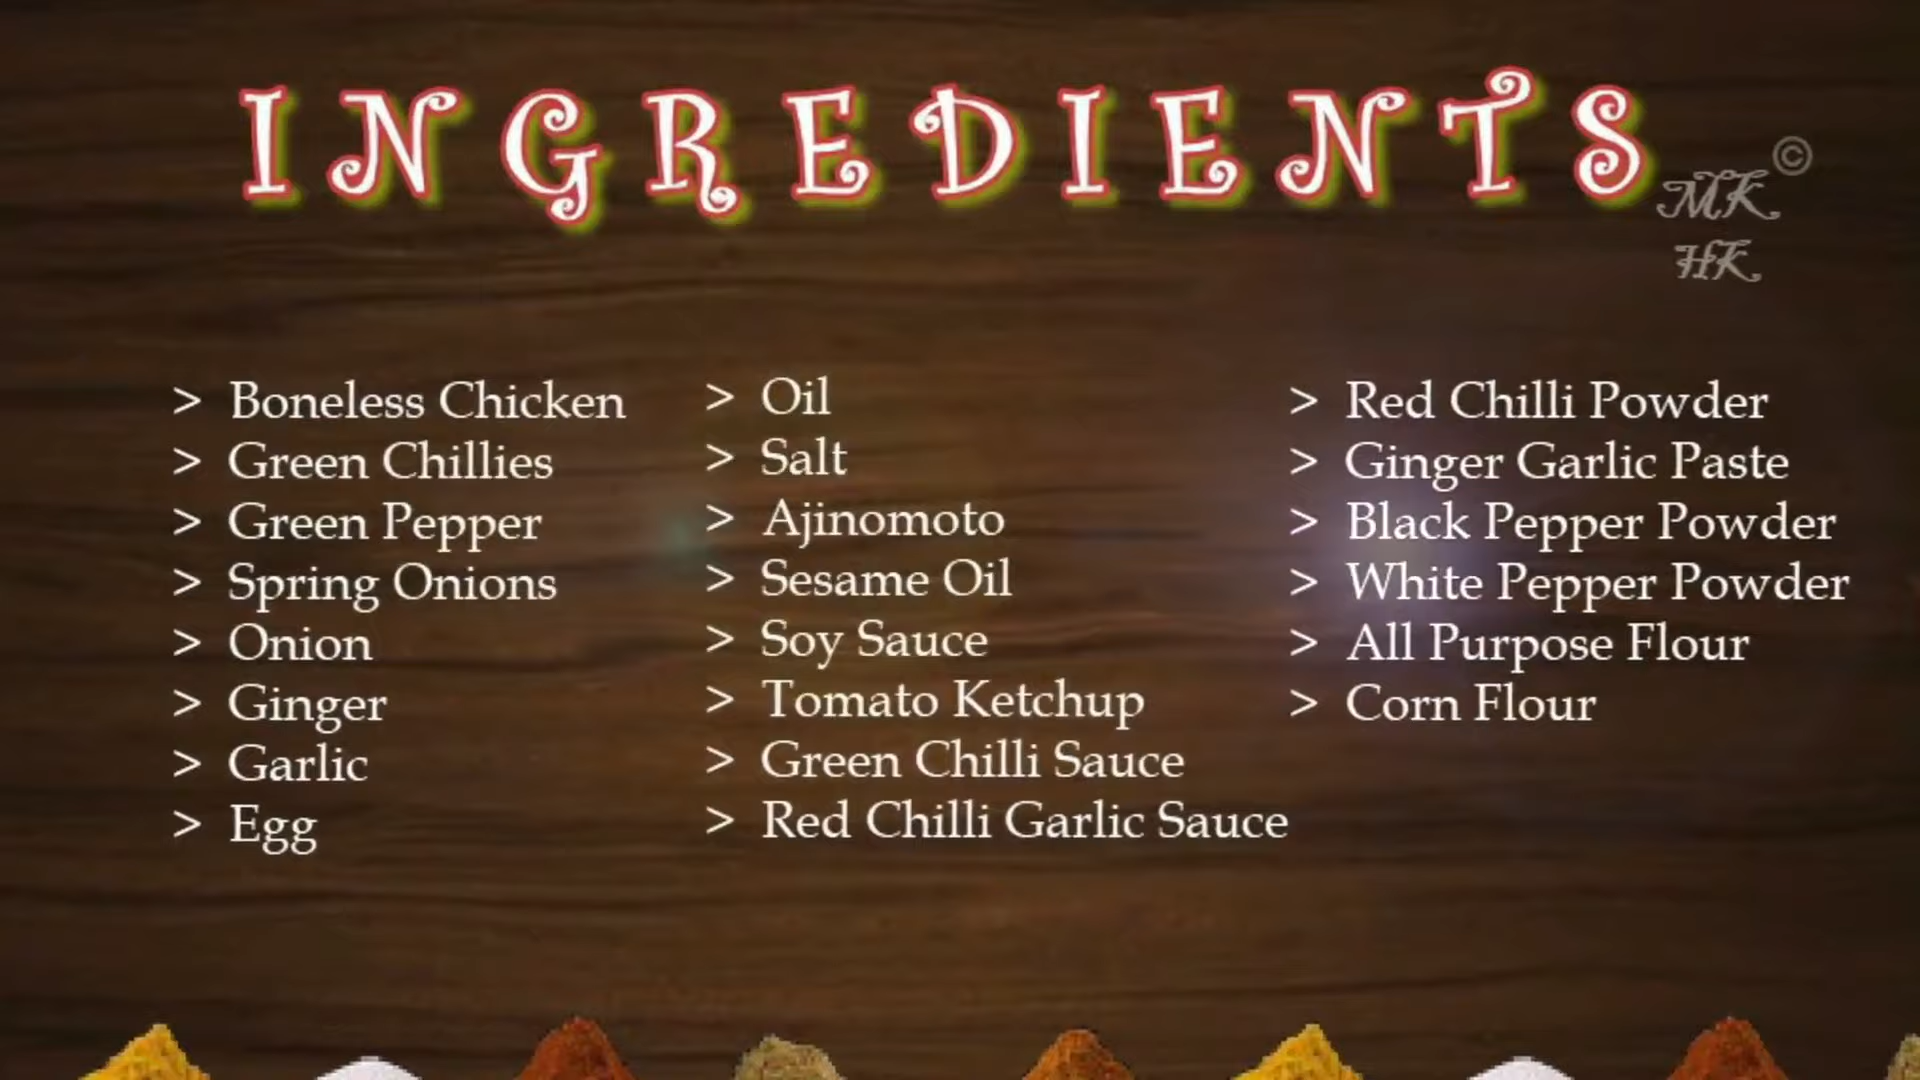 INGREDIENTS
©
MK
HK
> Boneless Chicken
> Green Chillies
> Green Pepper
> Spring Onions
> Onion
> Ginger
> Garlic
> Egg
> Oil
> Salt
> Ajinomoto
> Sesame Oil
> Soy Sauce
> Tomato Ketchup
> Green Chilli Sauce
> Red Chilli Garlic Sauce
> Red Chilli Powder
> Ginger Garlic Paste
> Black Pepper Powder
> White Pepper Powder
> All Purpose Flour
> Corn Flour